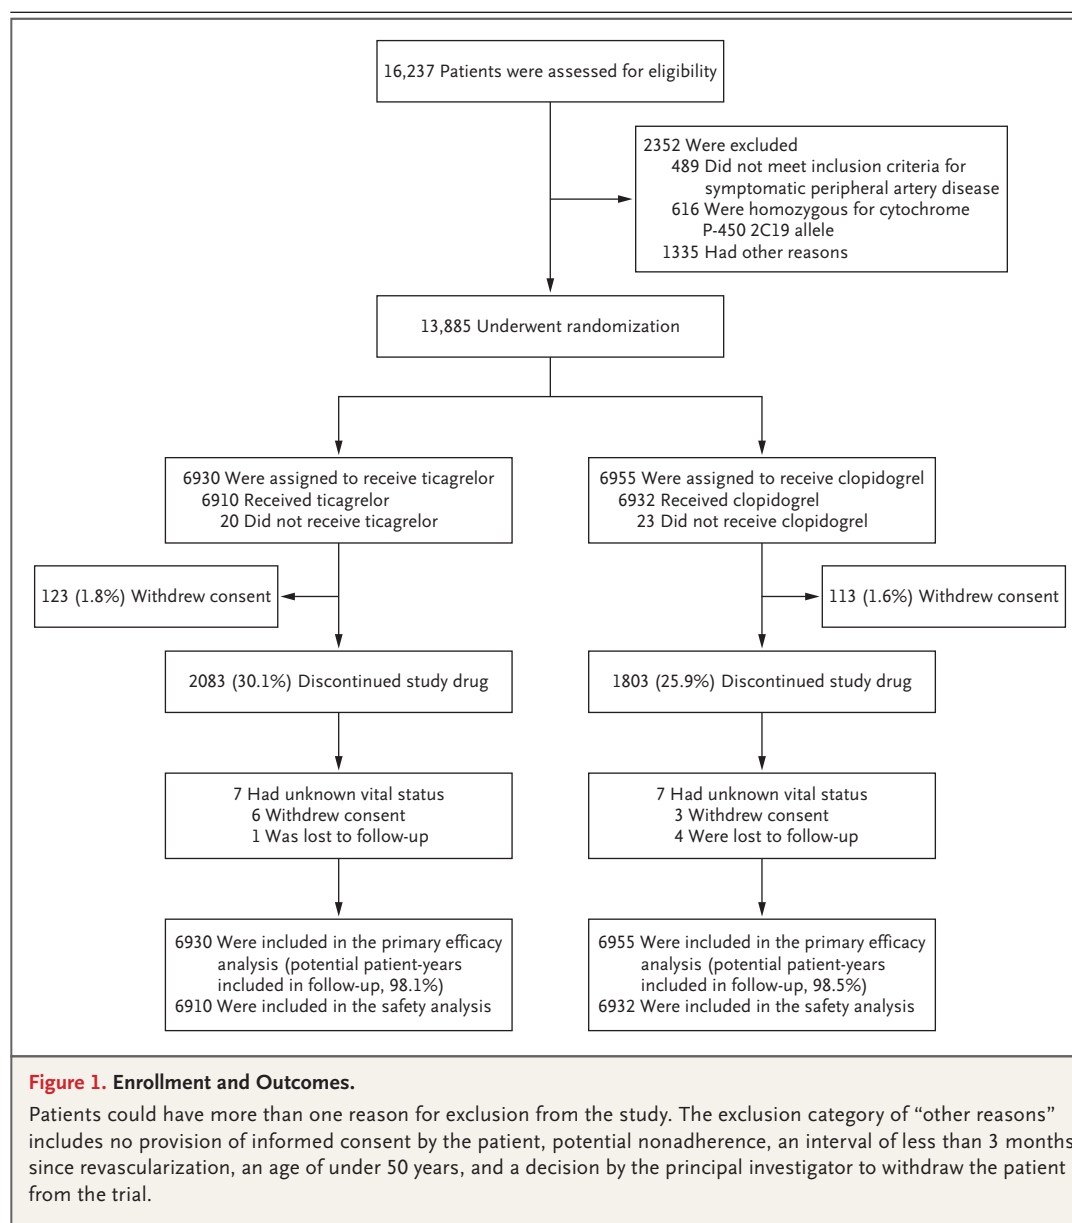 16,237 Patients were assessed for eligibility
2352 Were excluded
489 Did not meet inclusion criteria for
symptomatic peripheral artery disease
616 Were homozygous for cytochrome
P-450 2C19 allele
1335 Had other reasons
13,885 Underwent randomization
6930 Were assigned to receive ticagrelor
6910 Received ticagrelor
20 Did not receive ticagrelor
6955 Were assigned to receive clopidogrel
6932 Received clopidogrel
23 Did not receive clopidogrel
123 (1.8%) Withdrew consent
113 (1.6%) Withdrew consent
2083 (30.1%) Discontinued study drug
1803 (25.9%) Discontinued study drug
7 Had unknown vital status
6 Withdrew consent
1 Was lost to follow-up
7 Had unknown vital status
3 Withdrew consent
4 Were lost to follow-up
6930 Were included in the primary efficacy
analysis (potential patient-years
included in follow-up, 98.1%)
6910 Were included in the safety analysis
6955 Were included in the primary efficacy
analysis (potential patient-years
included in follow-up, 98.5%)
6932 Were included in the safety analysis
Figure 1. Enrollment and Outcomes.
Patients could have more than one reason for exclusion from the study. The exclusion category of “other reasons”
includes no provision of informed consent by the patient, potential nonadherence, an interval of less than 3 months
since revascularization, an age of under 50 years, and a decision by the principal investigator to withdraw the patient
from the trial.